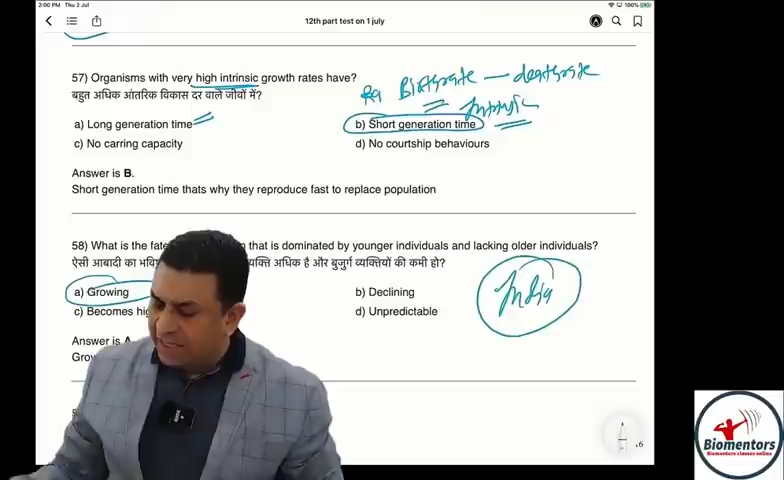 2:00 PM Thu 2 Jul
100%
12th part test on 1 july
57) Organisms with very high intrinsic growth rates have?
बहुत अधिक आंतरिक विकास दर वाले जीवों में?
Birthrate — deathrate
Intrinsic
a) Long generation time
b) Short generation time
c) No carring capacity
d) No courtship behaviours
Answer is B.
Short generation time thats why they reproduce fast to replace population
58) What is the fate that is dominated by younger individuals and lacking older individuals?
ऐसी आबादी का अधिक है और बुजुर्ग व्यक्तियों की कमी हो?
a) Growing
b) Declining
India
c) Becomes
d) Unpredictable
Answer is A
Biomentors
Biomentors classes online